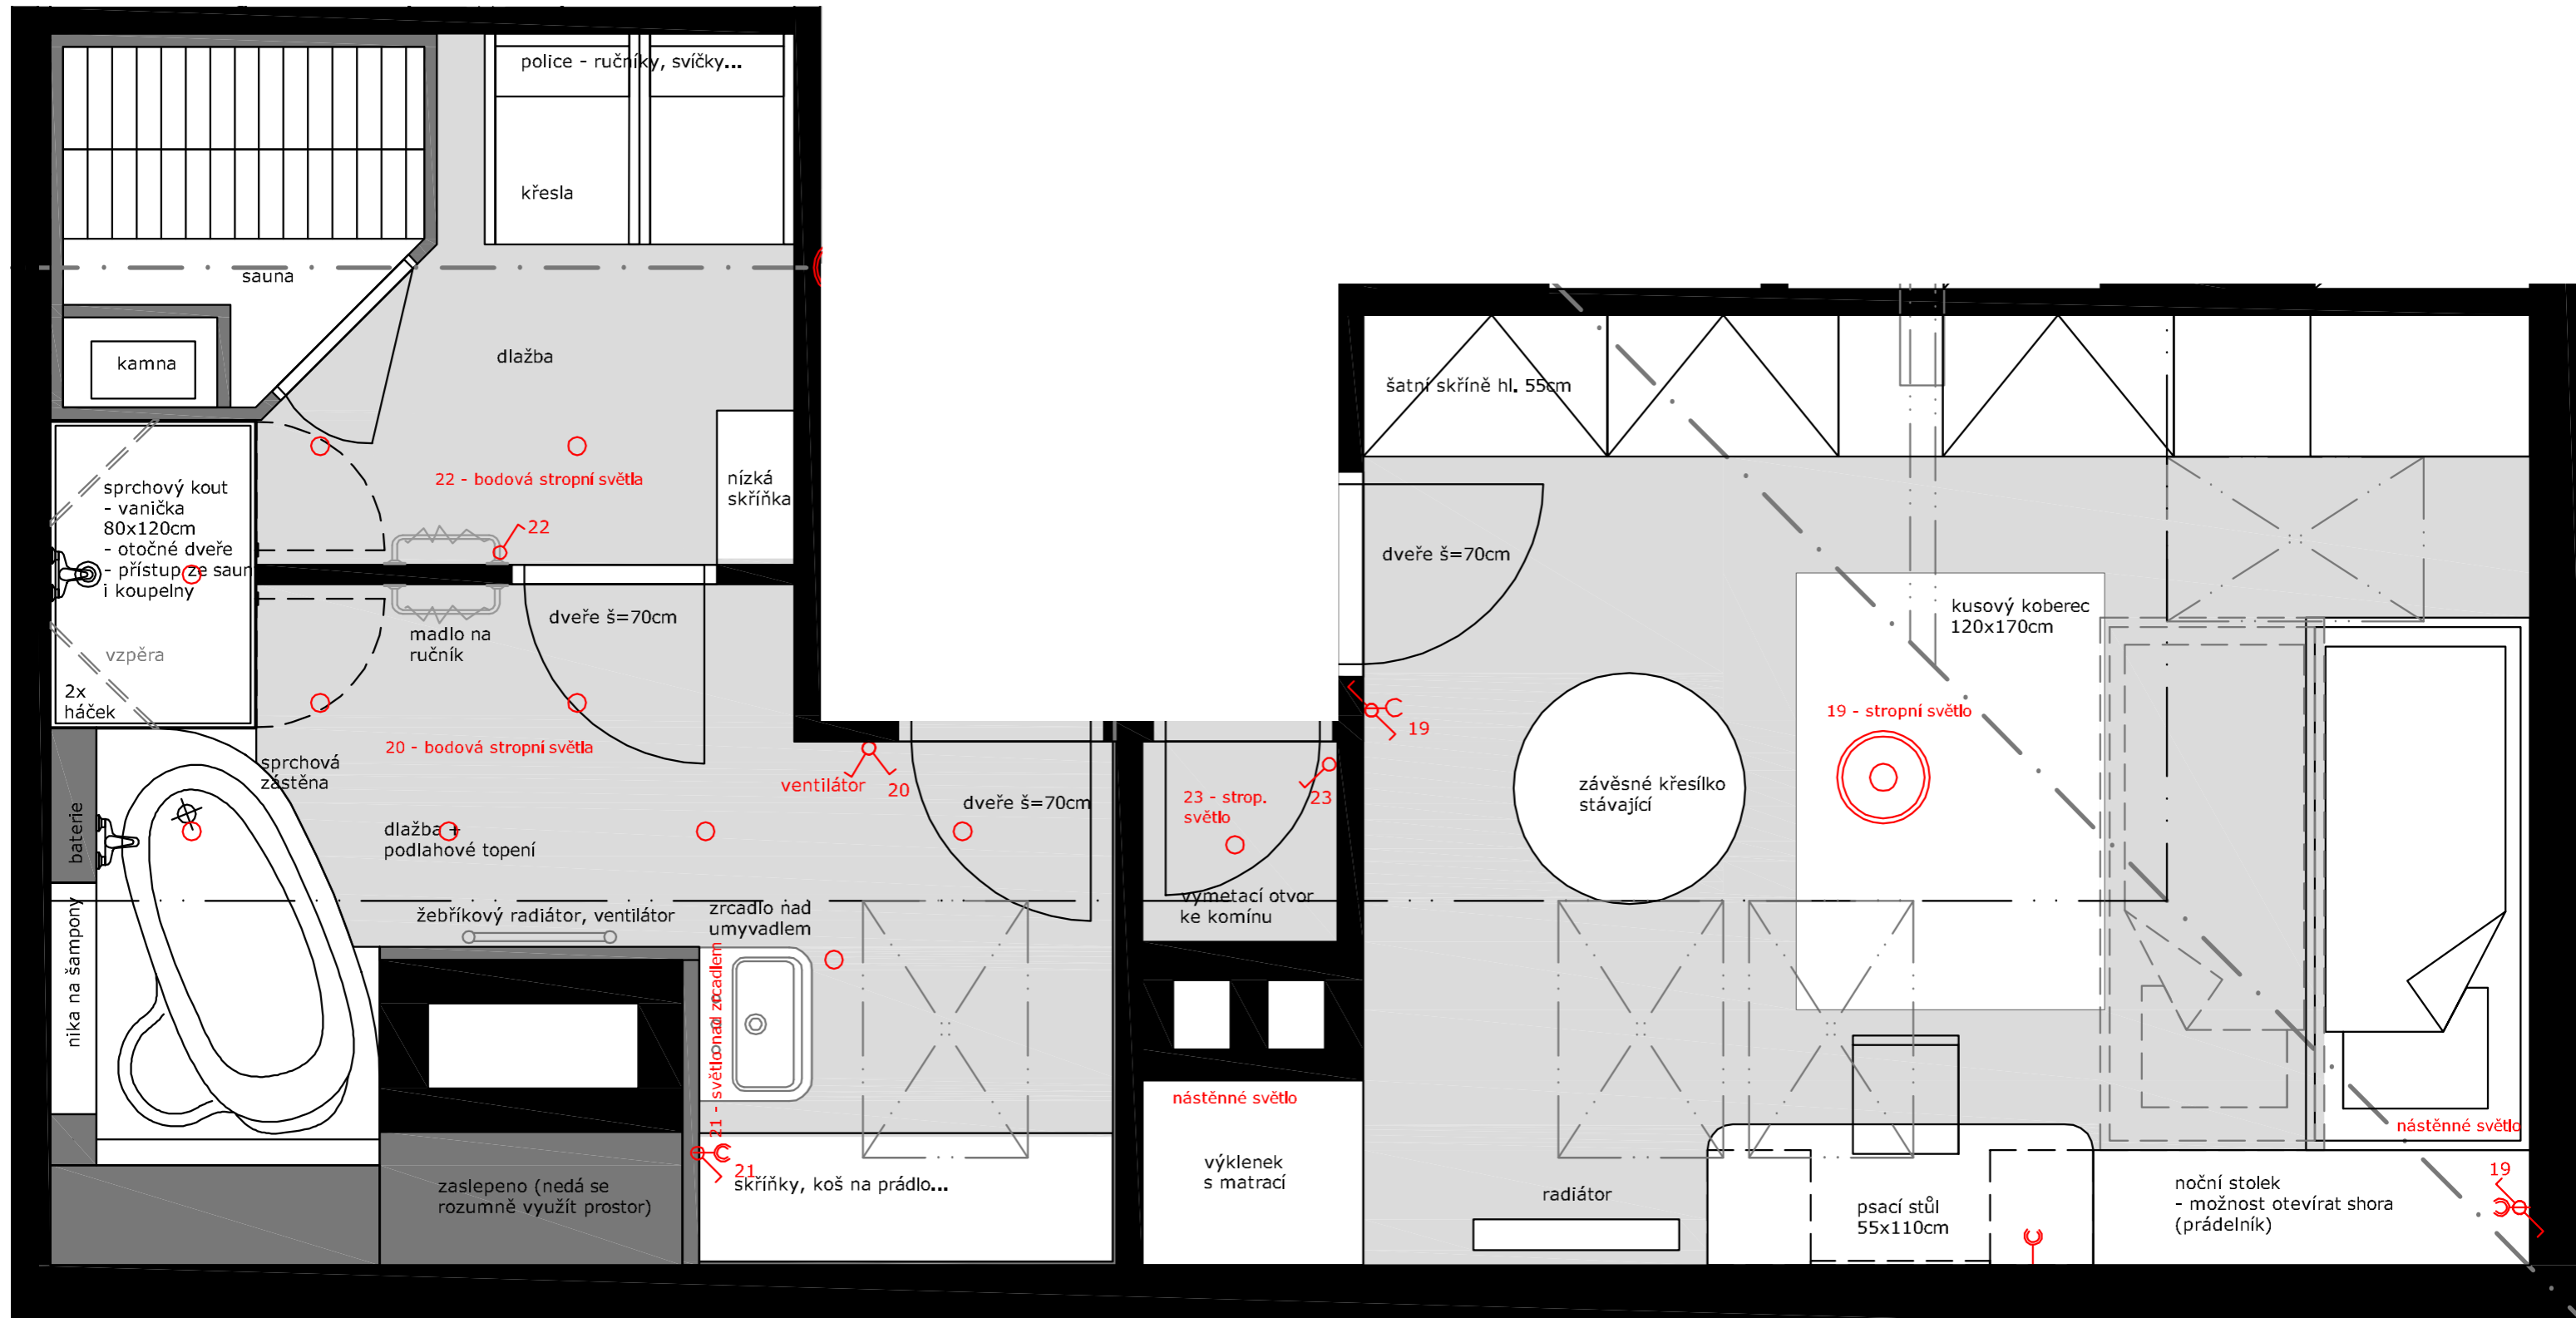 police - ručníky, svíčky...
křesla
sauna
kamna
dlažba
22 - bodová stropní světla
22
nízká
skříňka
sprchový kout
- vanička
80x120cm
- otočné dveře
- přístup ze saun
i koupelny
vzpěra
2x
háček
madlo na
ručník
dveře š=70cm
sprchová
zástěna
20 - bodová stropní světla
ventilátor
20
dveře š=70cm
baterie
nika na šampony
dlažba +
podlahové topení
žebříkový radiátor, ventilátor
zrcadlo nad
umyvadlem
21 - světlo nad zrcadlem
21
skříňky, koš na prádlo...
zaslepeno (nedá se
rozumně využít prostor)
23 - strop.
světlo
23
vymetací otvor
ke komínu
nástěnné světlo
výklenek
s matrací
šatní skříně hl. 55cm
dveře š=70cm
19
kusový koberec
120x170cm
19 - stropní světlo
závěsné křesílko
stávající
radiátor
psací stůl
55x110cm
nástěnné světlo
noční stolek
- možnost otevírat shora
(prádelník)
19